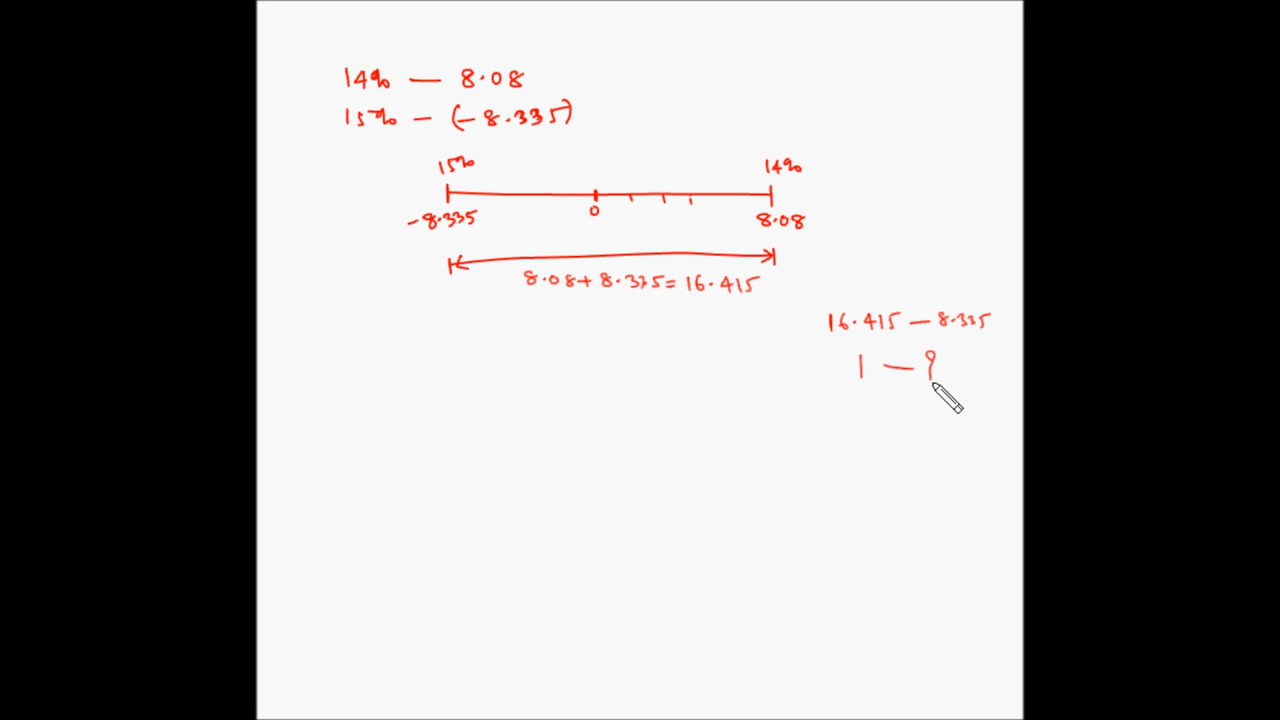 14% — 8.08
15% — (-8.335)
15% 14%
-8.335 0 8.08
8.08+8.335=16.415
16.415 — 8.335
1 — ?